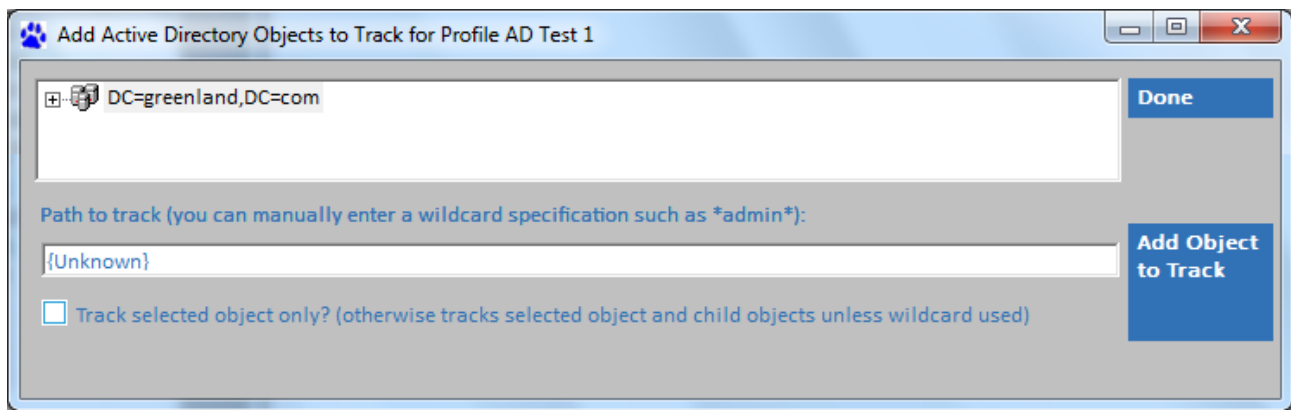 Add Active Directory Objects to Track for Profile AD Test 1
DC=greenland,DC=com
Done
Path to track (you can manually enter a wildcard specification such as *admin*):
{Unknown}
Add Object
to Track
Track selected object only? (otherwise tracks selected object and child objects unless wildcard used)